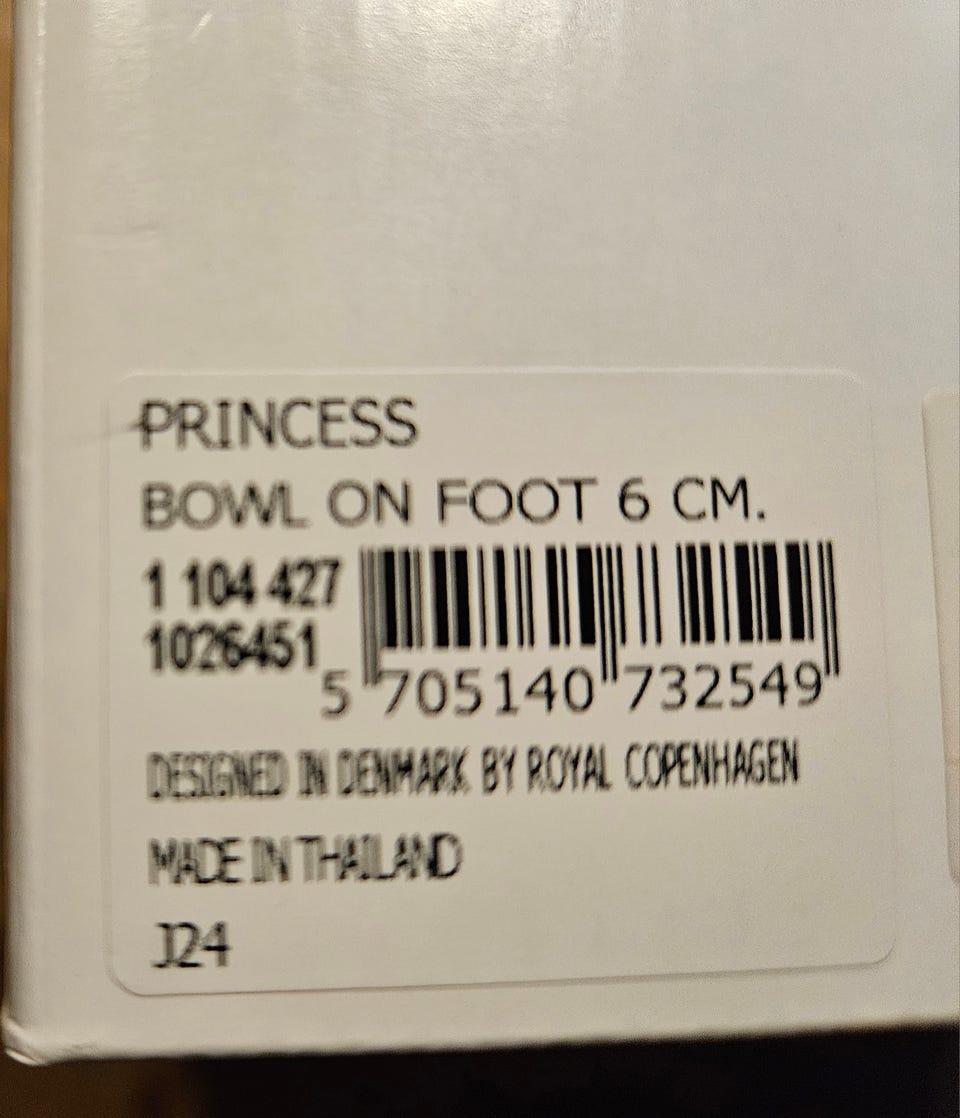 PRINCESS
BOWL ON FOOT 6 CM.
1 104 427
1026451
5 705140 732549
DESIGNED IN DENMARK BY ROYAL COPENHAGEN
MADE IN THAILAND
J24